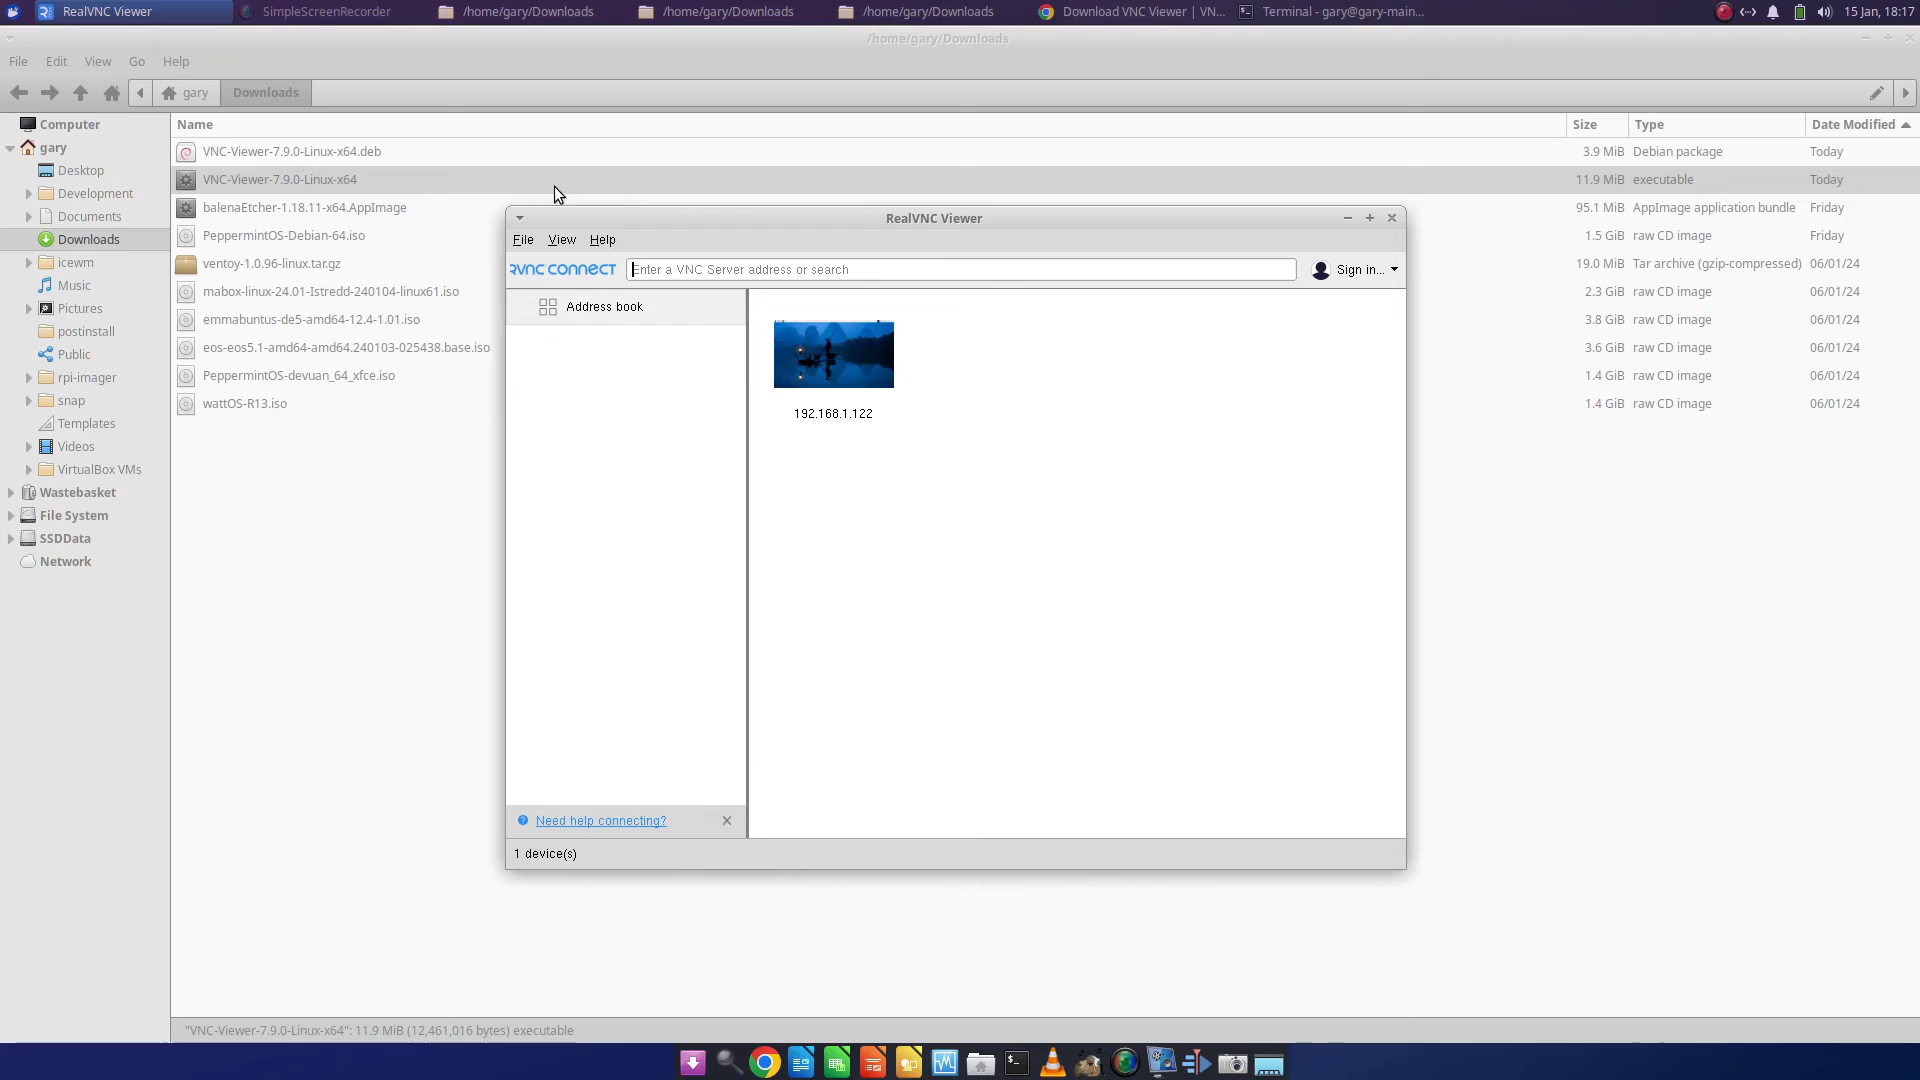 RealVNC Viewer
SimpleScreenRecorder
/home/gary/Downloads
/home/gary/Downloads
/home/gary/Downloads
Download VNC Viewer | VN...
Terminal - gary@gary-main...
15 Jan, 18:17
/home/gary/Downloads
File Edit View Go Help
gary Downloads
Name Size Type Date Modified
Computer
gary
Desktop
Development
Documents
Downloads
icewm
Music
Pictures
postinstall
Public
rpi-imager
snap
Templates
Videos
VirtualBox VMs
Wastebasket
File System
SSDData
Network
VNC-Viewer-7.9.0-Linux-x64.deb 3.9 MiB Debian package Today
VNC-Viewer-7.9.0-Linux-x64 11.9 MiB executable Today
balenaEtcher-1.18.11-x64.AppImage 95.1 MiB AppImage application bundle Friday
PeppermintOS-Debian-64.iso 1.5 GiB raw CD image Friday
ventoy-1.0.96-linux.tar.gz 19.0 MiB Tar archive (gzip-compressed) 06/01/24
mabox-linux-24.01-Istredd-240104-linux61.iso 2.3 GiB raw CD image 06/01/24
emmabuntus-de5-amd64-12.4-1.01.iso 3.8 GiB raw CD image 06/01/24
eos-eos5.1-amd64-amd64.240103-025438.base.iso 3.6 GiB raw CD image 06/01/24
PeppermintOS-devuan_64_xfce.iso 1.4 GiB raw CD image 06/01/24
wattOS-R13.iso 1.4 GiB raw CD image 06/01/24
RealVNC Viewer
File View Help
RVNC CONNECT
Enter a VNC Server address or search
Sign in...
Address book
192.168.1.122
Need help connecting?
1 device(s)
"VNC-Viewer-7.9.0-Linux-x64": 11.9 MiB (12,461,016 bytes) executable